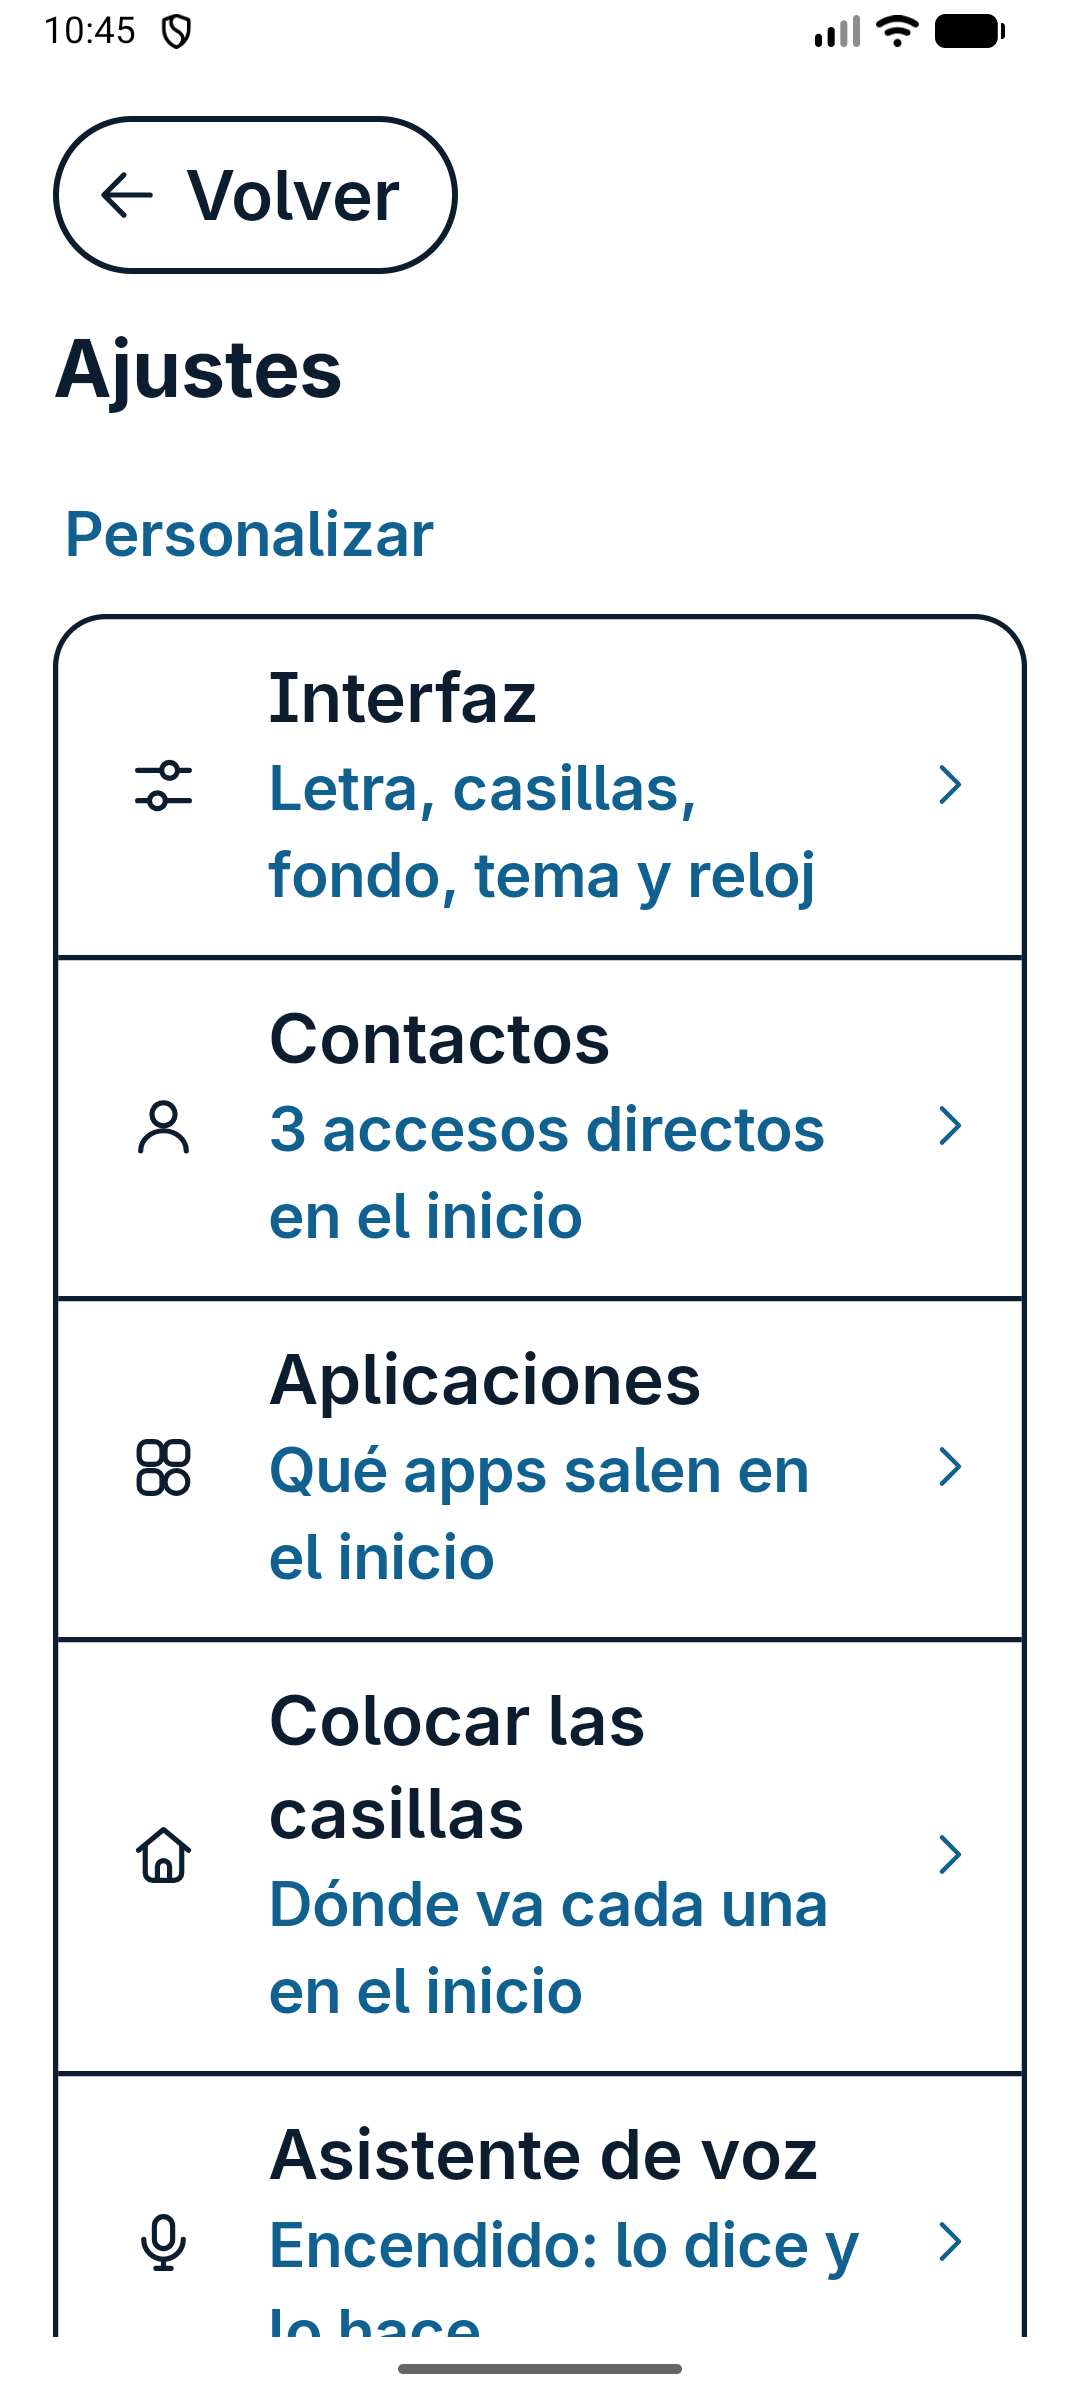 10:45
Volver
Ajustes
Personalizar
Interfaz
Letra, casillas,
fondo, tema y reloj
Contactos
3 accesos directos
en el inicio
Aplicaciones
Qué apps salen en
el inicio
Colocar las
casillas
Dónde va cada una
en el inicio
Asistente de voz
Encendido: lo dice y
lo hace